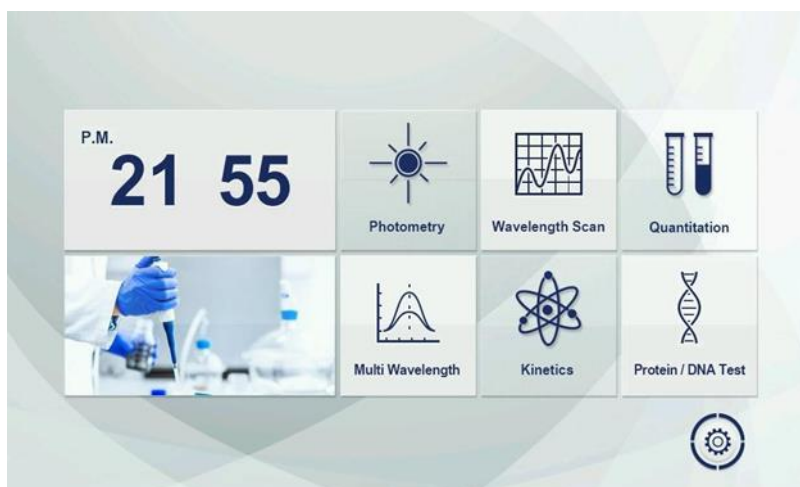 P.M.
21 55
Photometry
Wavelength Scan
Quantitation
Multi Wavelength
Kinetics
Protein / DNA Test